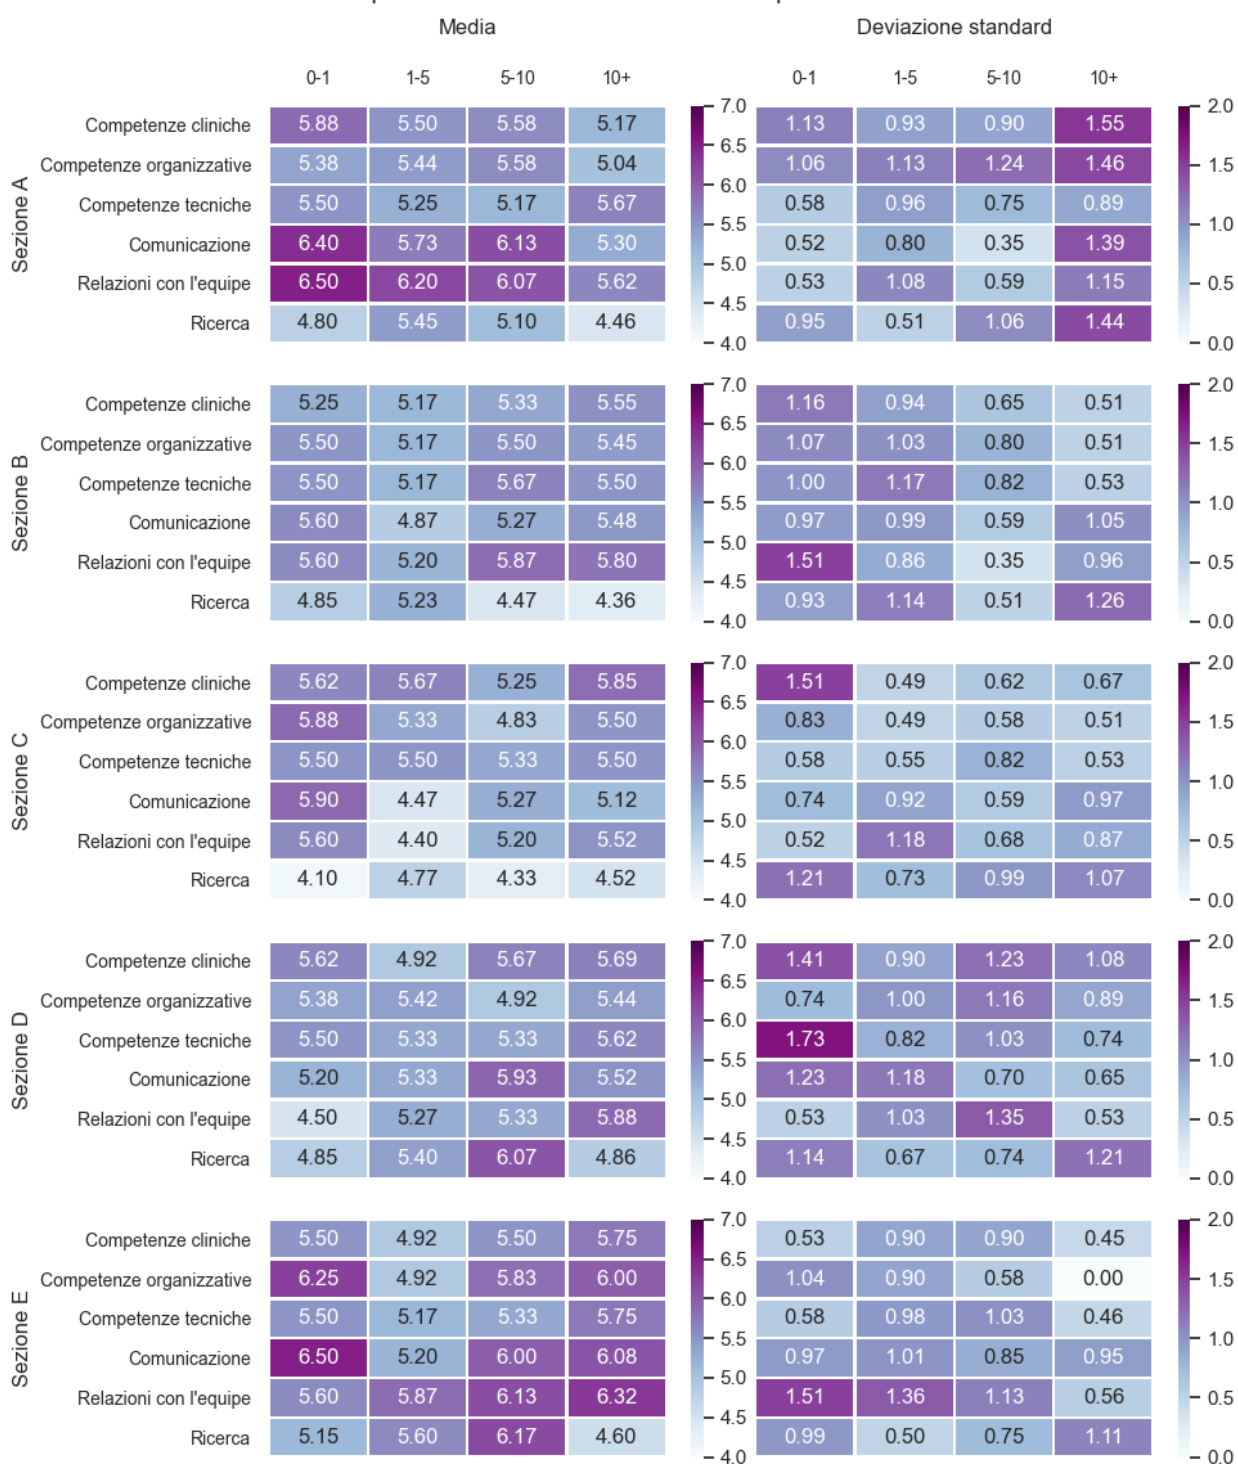 Media Deviazione standard
0-1 1-5 5-10 10+ 0-1 1-5 5-10 10+
Sezione A
Competenze cliniche 5.88 5.50 5.58 5.17 1.13 0.93 0.90 1.55
Competenze organizzative 5.38 5.44 5.58 5.04 1.06 1.13 1.24 1.46
Competenze tecniche 5.50 5.25 5.17 5.67 0.58 0.96 0.75 0.89
Comunicazione 6.40 5.73 6.13 5.30 0.52 0.80 0.35 1.39
Relazioni con l'equipe 6.50 6.20 6.07 5.62 0.53 1.08 0.59 1.15
Ricerca 4.80 5.45 5.10 4.46 0.95 0.51 1.06 1.44
7.0 6.5 6.0 5.5 5.0 4.5 4.0
2.0 1.5 1.0 0.5 0.0
Sezione B
Competenze cliniche 5.25 5.17 5.33 5.55 1.16 0.94 0.65 0.51
Competenze organizzative 5.50 5.17 5.50 5.45 1.07 1.03 0.80 0.51
Competenze tecniche 5.50 5.17 5.67 5.50 1.00 1.17 0.82 0.53
Comunicazione 5.60 4.87 5.27 5.48 0.97 0.99 0.59 1.05
Relazioni con l'equipe 5.60 5.20 5.87 5.80 1.51 0.86 0.35 0.96
Ricerca 4.85 5.23 4.47 4.36 0.93 1.14 0.51 1.26
7.0 6.5 6.0 5.5 5.0 4.5 4.0
2.0 1.5 1.0 0.5 0.0
Sezione C
Competenze cliniche 5.62 5.67 5.25 5.85 1.51 0.49 0.62 0.67
Competenze organizzative 5.88 5.33 4.83 5.50 0.83 0.49 0.58 0.51
Competenze tecniche 5.50 5.50 5.33 5.50 0.58 0.55 0.82 0.53
Comunicazione 5.90 4.47 5.27 5.12 0.74 0.92 0.59 0.97
Relazioni con l'equipe 5.60 4.40 5.20 5.52 0.52 1.18 0.68 0.87
Ricerca 4.10 4.77 4.33 4.52 1.21 0.73 0.99 1.07
7.0 6.5 6.0 5.5 5.0 4.5 4.0
2.0 1.5 1.0 0.5 0.0
Sezione D
Competenze cliniche 5.62 4.92 5.67 5.69 1.41 0.90 1.23 1.08
Competenze organizzative 5.38 5.42 4.92 5.44 0.74 1.00 1.16 0.89
Competenze tecniche 5.50 5.33 5.33 5.62 1.73 0.82 1.03 0.74
Comunicazione 5.20 5.33 5.93 5.52 1.23 1.18 0.70 0.65
Relazioni con l'equipe 4.50 5.27 5.33 5.88 0.53 1.03 1.35 0.53
Ricerca 4.85 5.40 6.07 4.86 1.14 0.67 0.74 1.21
7.0 6.5 6.0 5.5 5.0 4.5 4.0
2.0 1.5 1.0 0.5 0.0
Sezione E
Competenze cliniche 5.50 4.92 5.50 5.75 0.53 0.90 0.90 0.45
Competenze organizzative 6.25 4.92 5.83 6.00 1.04 0.90 0.58 0.00
Competenze tecniche 5.50 5.17 5.33 5.75 0.58 0.98 1.03 0.46
Comunicazione 6.50 5.20 6.00 6.08 0.97 1.01 0.85 0.95
Relazioni con l'equipe 5.60 5.87 6.13 6.32 1.51 1.36 1.13 0.56
Ricerca 5.15 5.60 6.17 4.60 0.99 0.50 0.75 1.11
7.0 6.5 6.0 5.5 5.0 4.5 4.0
2.0 1.5 1.0 0.5 0.0